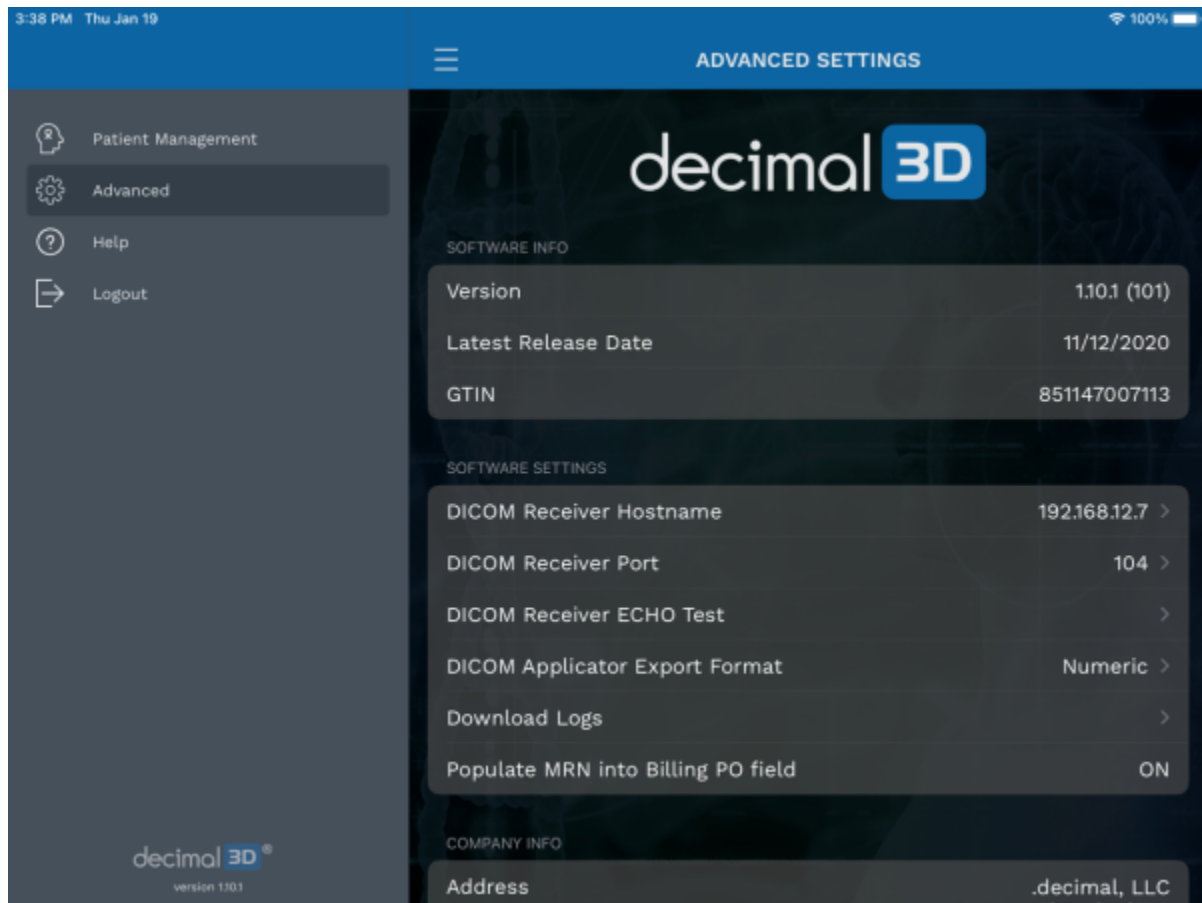 3:38 PM Thu Jan 19 100%
ADVANCED SETTINGS
Patient Management
Advanced
Help
Logout
decimal 3D®
version 1.10.1
decimal 3D
SOFTWARE INFO
Version 1.10.1 (101)
Latest Release Date 11/12/2020
GTIN 851147007113
SOFTWARE SETTINGS
DICOM Receiver Hostname 192.168.12.7 >
DICOM Receiver Port 104 >
DICOM Receiver ECHO Test >
DICOM Applicator Export Format Numeric >
Download Logs >
Populate MRN into Billing PO field ON
COMPANY INFO
Address .decimal, LLC